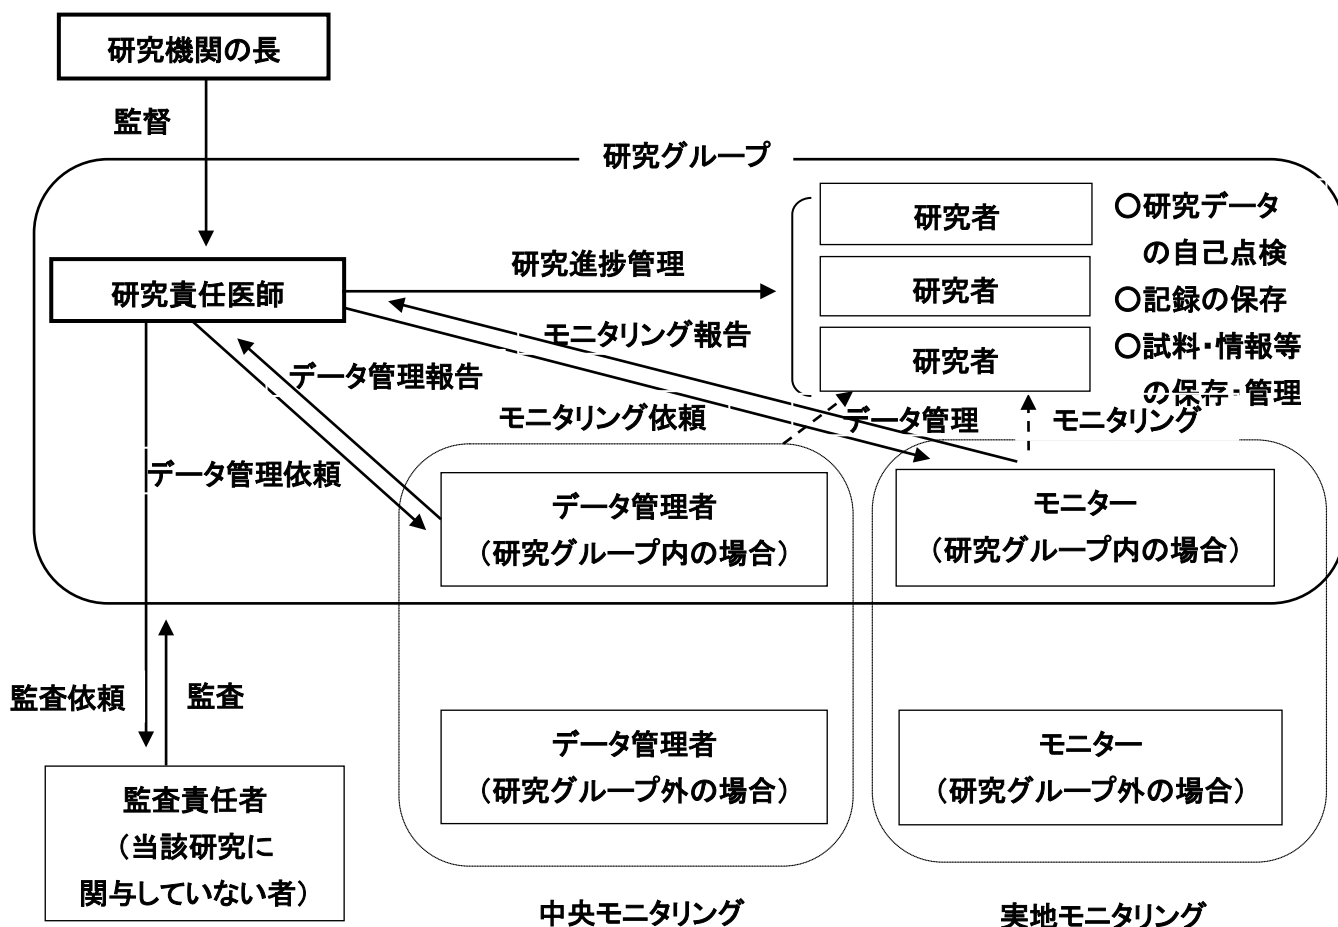 研究機関の長
監督
研究グループ
研究者
研究者
研究者
○研究データ
の自己点検
○記録の保存
○試料・情報等
の保存・管理
研究責任医師
研究進捗管理
モニタリング報告
データ管理報告
モニタリング依頼
データ管理
モニタリング
データ管理依頼
データ管理者
（研究グループ内の場合）
モニター
（研究グループ内の場合）
監査依頼
監査
データ管理者
（研究グループ外の場合）
モニター
（研究グループ外の場合）
監査責任者
（当該研究に
関与していない者）
中央モニタリング
実地モニタリング